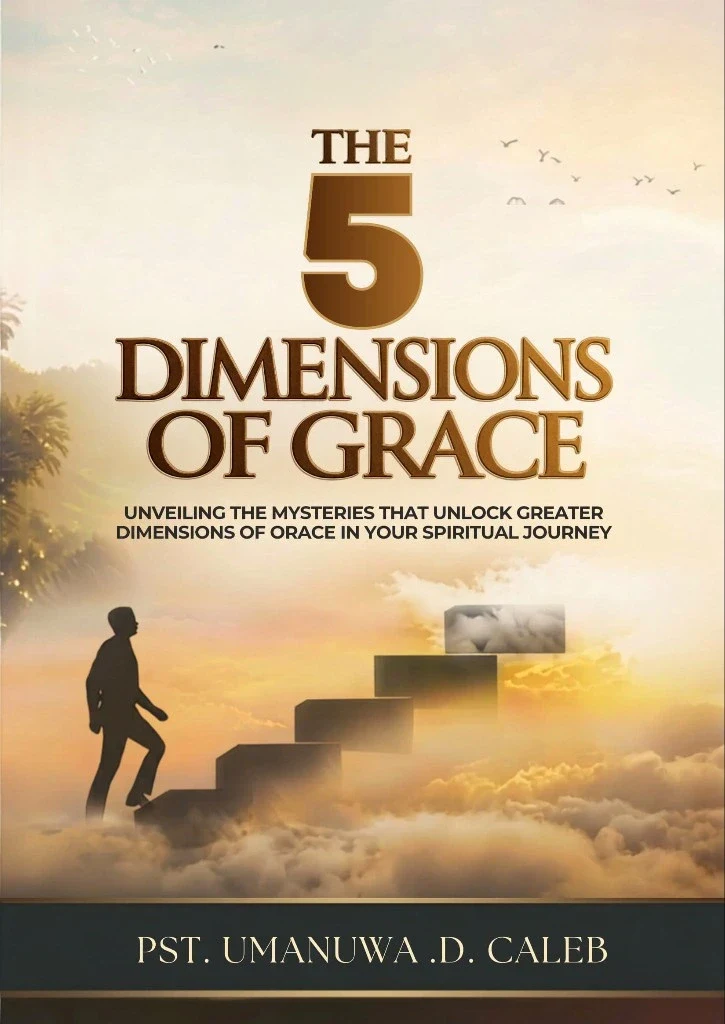 THE
5
DIMENSIONS
OF GRACE
UNVEILING THE MYSTERIES THAT UNLOCK GREATER
DIMENSIONS OF ORACE IN YOUR SPIRITUAL JOURNEY
PST. UMANUWA .D. CALEB